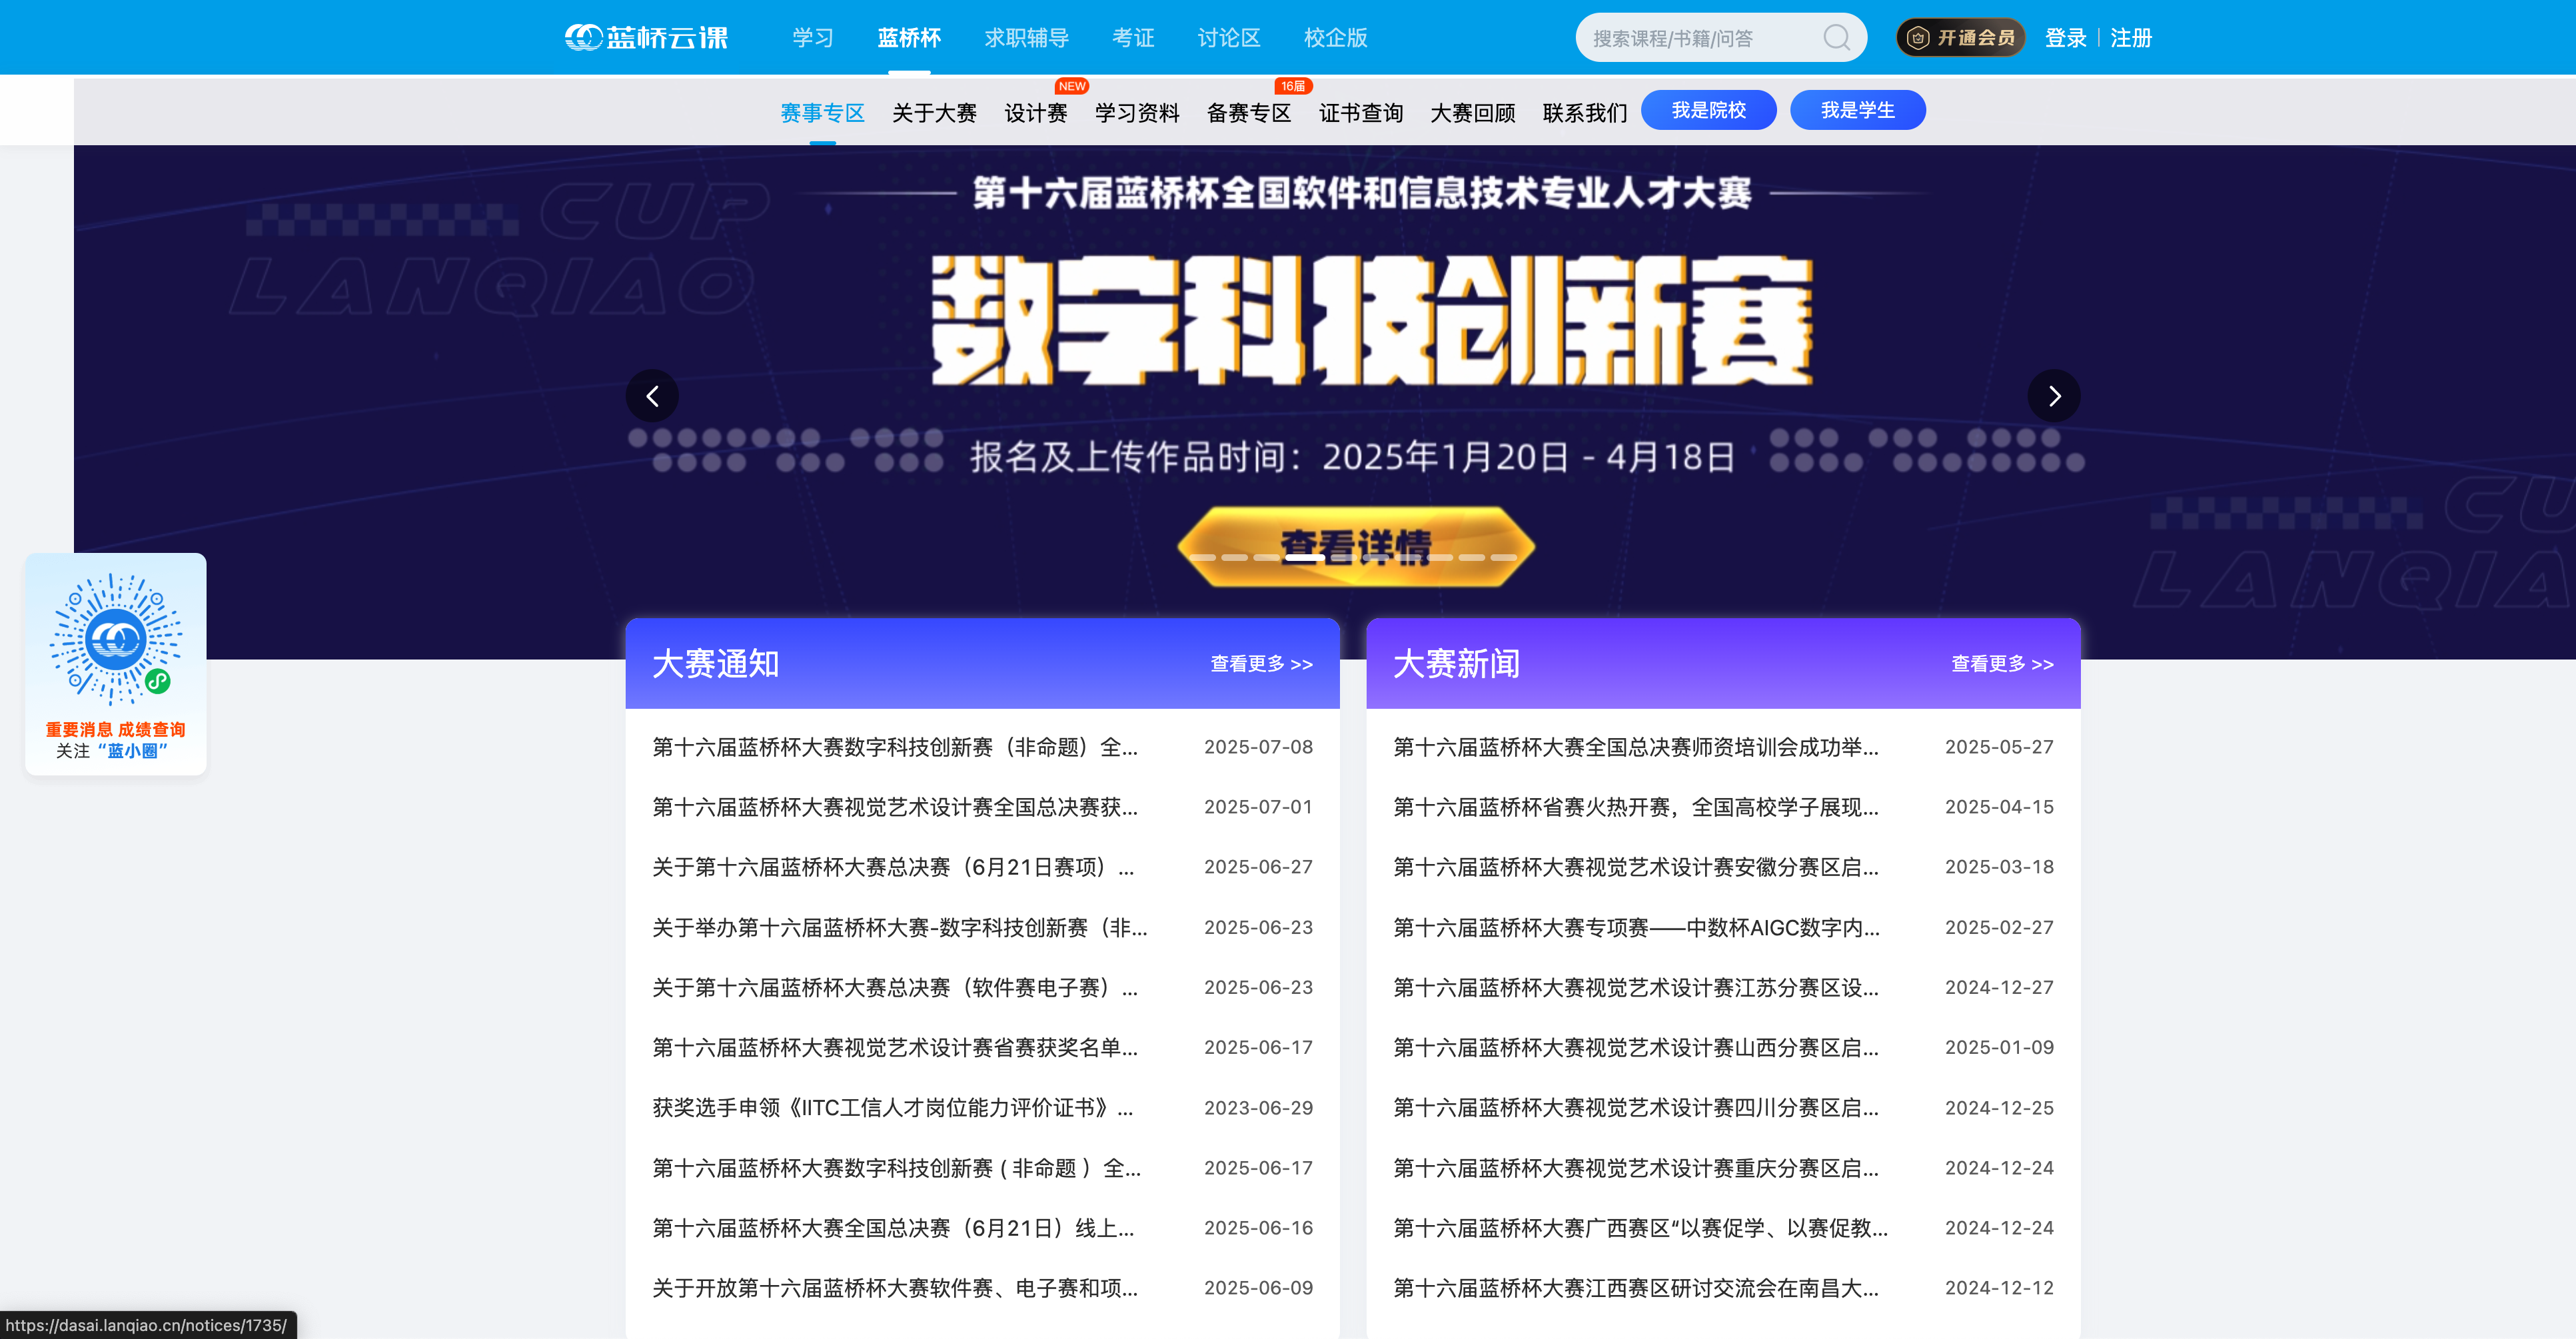 蓝桥云课
学习 蓝桥杯 求职辅导 考证 讨论区 校企版
搜索课程/书籍/问答
开通会员
登录 | 注册
NEW
16届
赛事专区 关于大赛 设计赛 学习资料 备赛专区 证书查询 大赛回顾 联系我们 我是院校 我是学生
CUP
LANQIAO
第十六届蓝桥杯全国软件和信息技术专业人才大赛
数字科技创新赛
报名及上传作品时间：2025年1月20日 - 4月18日
查看详情
CU
LANQIA
重要消息 成绩查询
关注“蓝小圈”
大赛通知 查看更多 >>
第十六届蓝桥杯大赛数字科技创新赛（非命题）全... 2025-07-08
第十六届蓝桥杯大赛视觉艺术设计赛全国总决赛获... 2025-07-01
关于第十六届蓝桥杯大赛总决赛（6月21日赛项）... 2025-06-27
关于举办第十六届蓝桥杯大赛-数字科技创新赛（非... 2025-06-23
关于第十六届蓝桥杯大赛总决赛（软件赛电子赛）... 2025-06-23
第十六届蓝桥杯大赛视觉艺术设计赛省赛获奖名单... 2025-06-17
获奖选手申领《IITC工信人才岗位能力评价证书》... 2023-06-29
第十六届蓝桥杯大赛数字科技创新赛 ( 非命题 ）全... 2025-06-17
第十六届蓝桥杯大赛全国总决赛（6月21日）线上... 2025-06-16
关于开放第十六届蓝桥杯大赛软件赛、电子赛和项... 2025-06-09
大赛新闻 查看更多 >>
第十六届蓝桥杯大赛全国总决赛师资培训会成功举... 2025-05-27
第十六届蓝桥杯省赛火热开赛，全国高校学子展现... 2025-04-15
第十六届蓝桥杯大赛视觉艺术设计赛安徽分赛区启... 2025-03-18
第十六届蓝桥杯大赛专项赛——中数杯AIGC数字内... 2025-02-27
第十六届蓝桥杯大赛视觉艺术设计赛江苏分赛区设... 2024-12-27
第十六届蓝桥杯大赛视觉艺术设计赛山西分赛区启... 2025-01-09
第十六届蓝桥杯大赛视觉艺术设计赛四川分赛区启... 2024-12-25
第十六届蓝桥杯大赛视觉艺术设计赛重庆分赛区启... 2024-12-24
第十六届蓝桥杯大赛广西赛区“以赛促学、以赛促教... 2024-12-24
第十六届蓝桥杯大赛江西赛区研讨交流会在南昌大... 2024-12-12
https://dasai.lanqiao.cn/notices/1735/